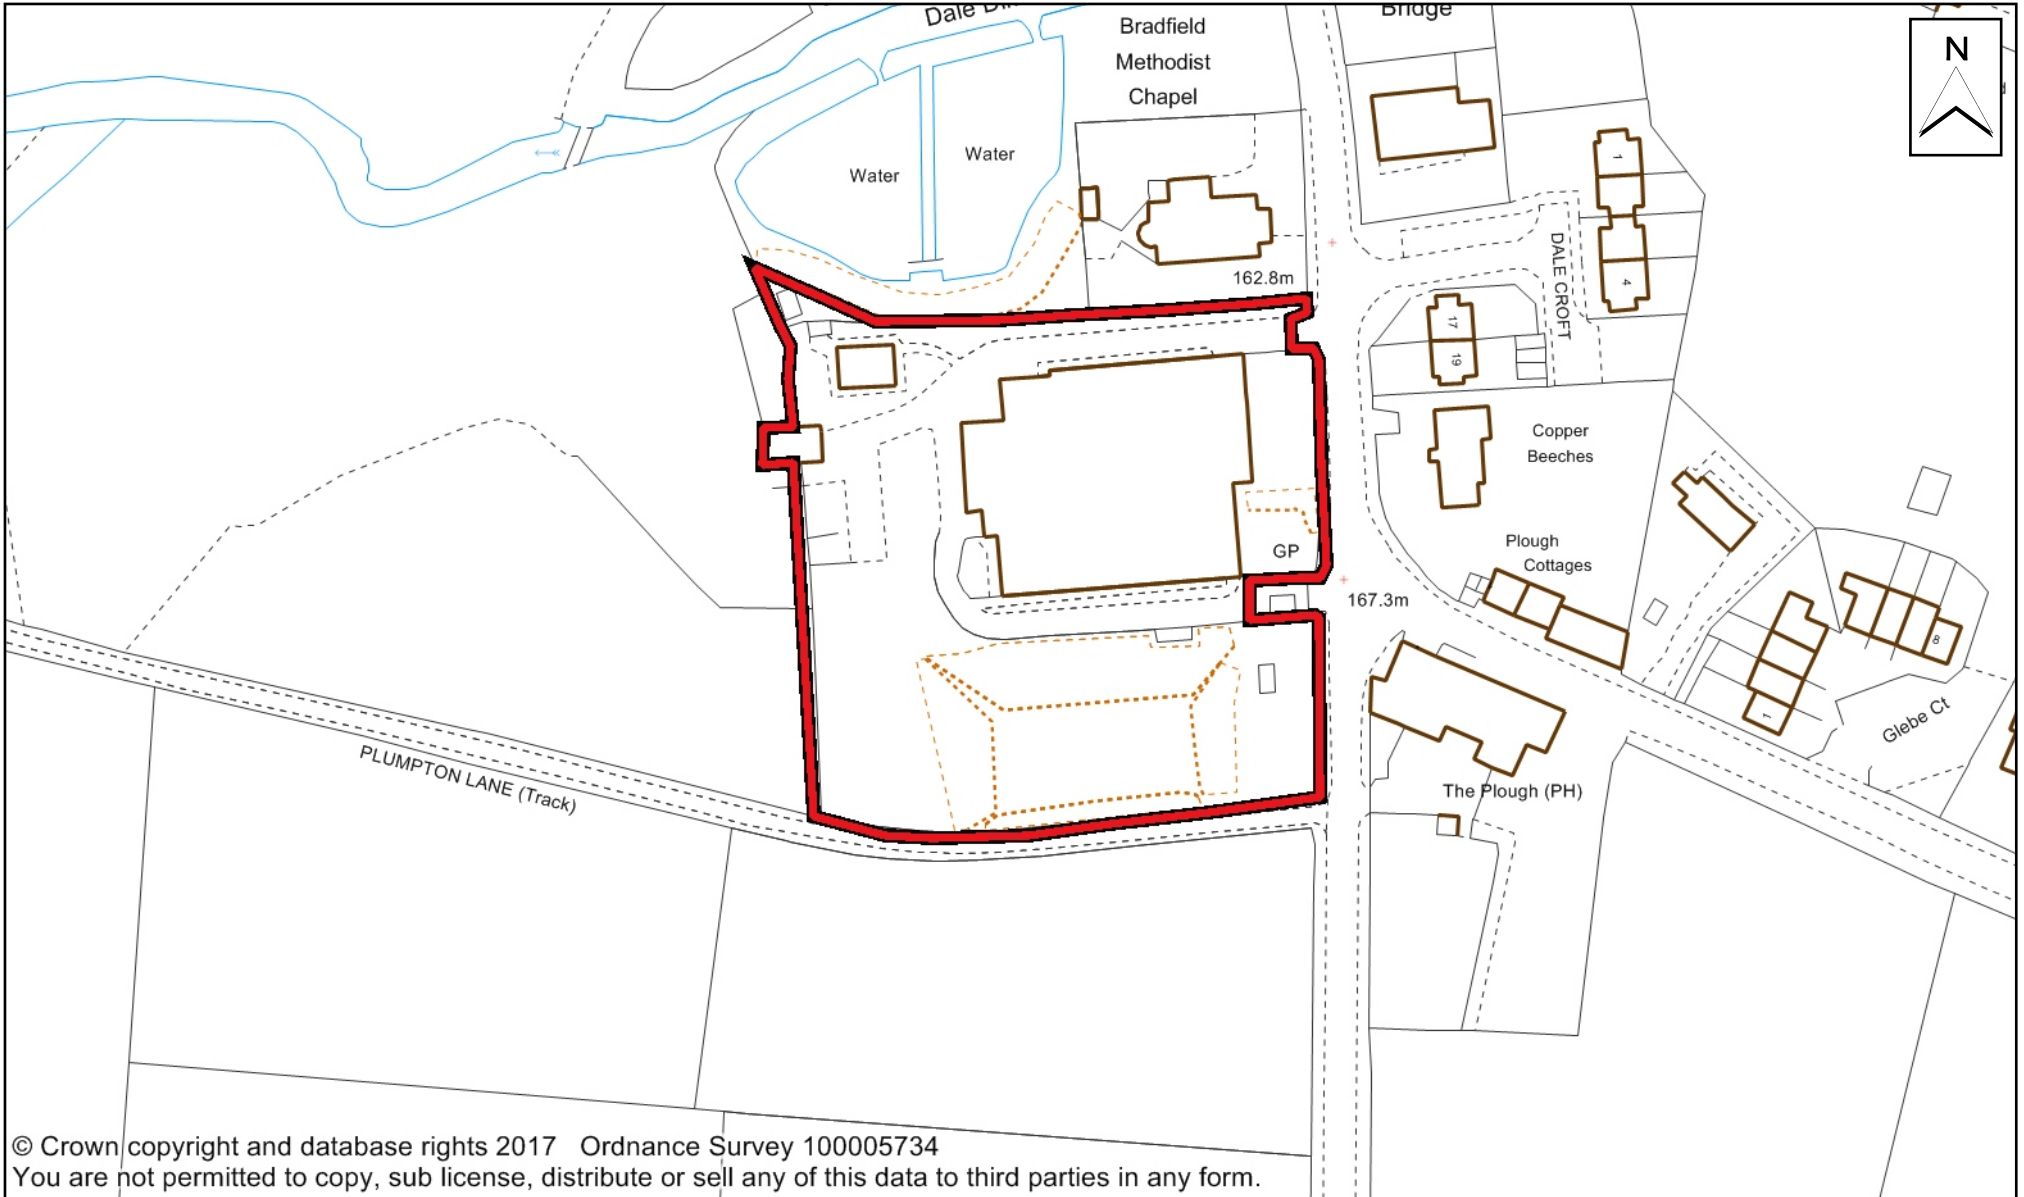 Bradfield
Methodist
Chapel
Bridge
N
Water
Water
162.8m
DALE CROFT
1
4
17
19
Copper
Beeches
Plough
Cottages
GP
167.3m
8
1
Glebe Ct
The Plough (PH)
PLUMPTON LANE (Track)
© Crown copyright and database rights 2017 Ordnance Survey 100005734
You are not permitted to copy, sub license, distribute or sell any of this data to third parties in any form.